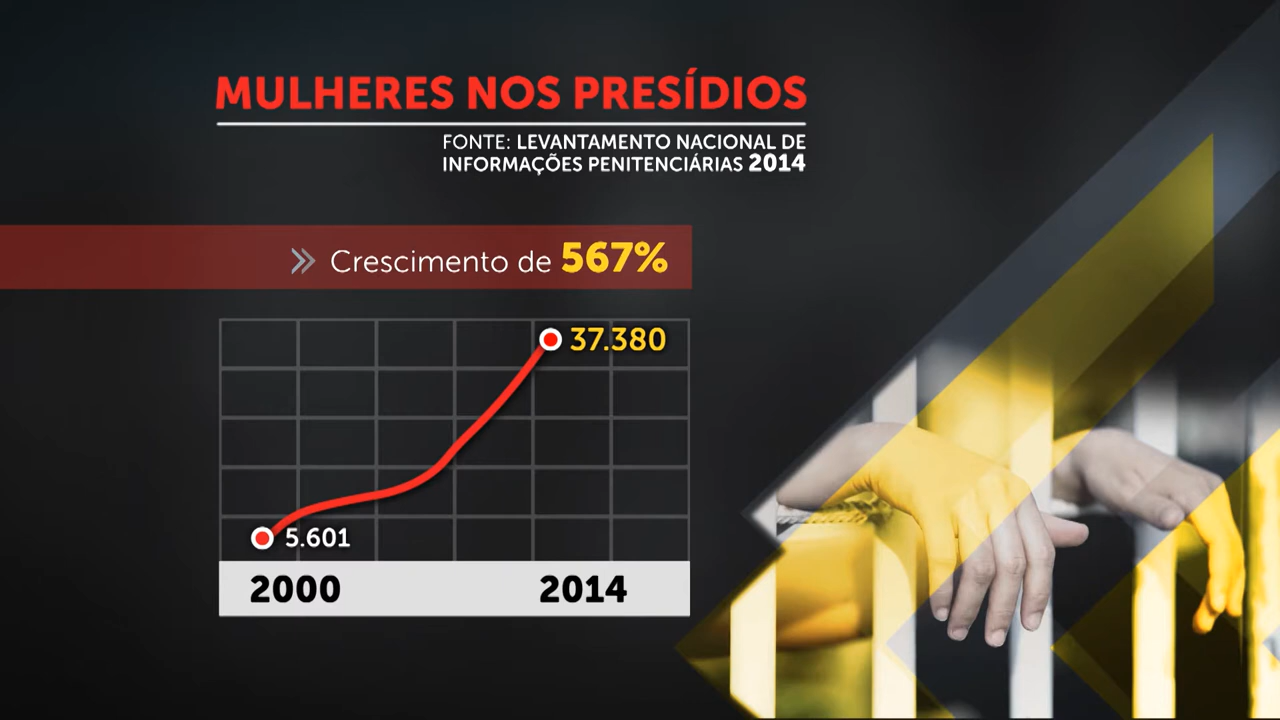 MULHERES NOS PRESÍDIOS
FONTE: LEVANTAMENTO NACIONAL DE
INFORMAÇÕES PENITENCIÁRIAS 2014
Crescimento de 567%
37.380
5.601
2000 2014